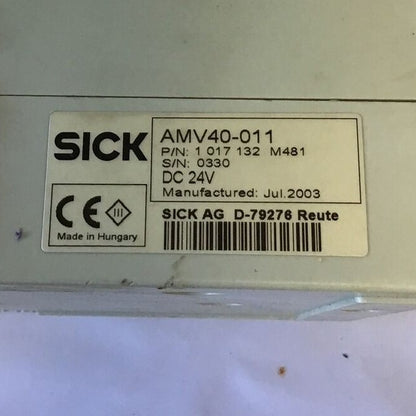 SICK
AMV40-011
P/N: 1 017 132 M481
S/N: 0330
DC 24V
Manufactured: Jul.2003
CE III
Made in Hungary
SICK AG D-79276 Reute